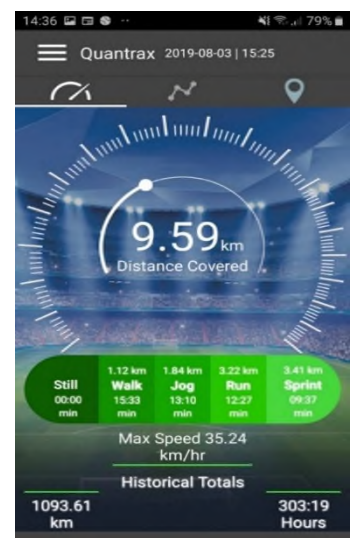 14:36 79%
Quantrax 2019-08-03 | 15:25
9.59 km
Distance Covered
1.12 km 1.84 km 3.22 km 3.41 km
Still Walk Jog Run Sprint
00:00 15:33 13:10 12:27 09:37
min min min min min
Max Speed 35.24
km/hr
Historical Totals
1093.61 303:19
km Hours